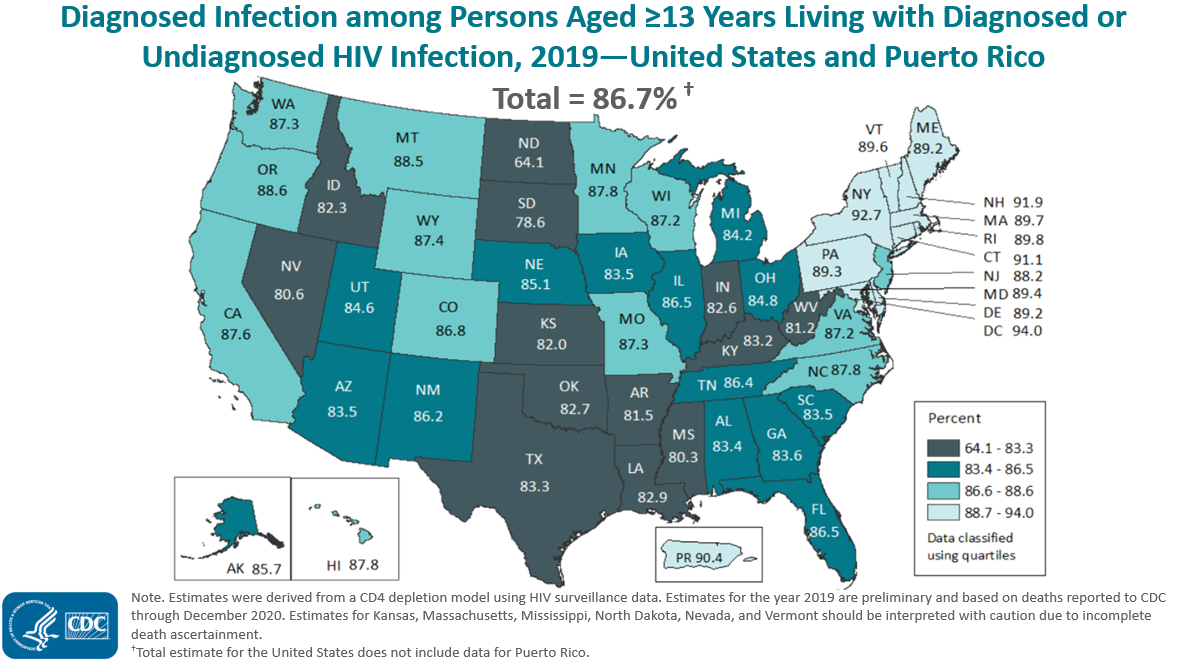 Diagnosed Infection among Persons Aged ≥13 Years Living with Diagnosed or
Undiagnosed HIV Infection, 2019—United States and Puerto Rico
Total = 86.7%†
WA
87.3
OR
88.6
CA
87.6
ID
82.3
NV
80.6
MT
88.5
WY
87.4
UT
84.6
CO
86.8
AZ
83.5
NM
86.2
ND
64.1
SD
78.6
NE
85.1
KS
82.0
OK
82.7
TX
83.3
MN
87.8
IA
83.5
MO
87.3
AR
81.5
LA
82.9
WI
87.2
IL
86.5
MI
84.2
IN
82.6
OH
84.8
KY 83.2
WV
81.2
VA
87.2
TN 86.4
NC 87.8
SC
83.5
MS
80.3
AL
83.4
GA
83.6
FL
86.5
PA
89.3
NY
92.7
VT
89.6
ME
89.2
NH 91.9
MA 89.7
RI 89.8
CT 91.1
NJ 88.2
MD 89.4
DE 89.2
DC 94.0
AK 85.7
HI 87.8
PR 90.4
Percent
64.1 - 83.3
83.4 - 86.5
86.6 - 88.6
88.7 - 94.0
Data classified
using quartiles
CDC
Note. Estimates were derived from a CD4 depletion model using HIV surveillance data. Estimates for the year 2019 are preliminary and based on deaths reported to CDC
through December 2020. Estimates for Kansas, Massachusetts, Mississippi, North Dakota, Nevada, and Vermont should be interpreted with caution due to incomplete
death ascertainment.
†Total estimate for the United States does not include data for Puerto Rico.